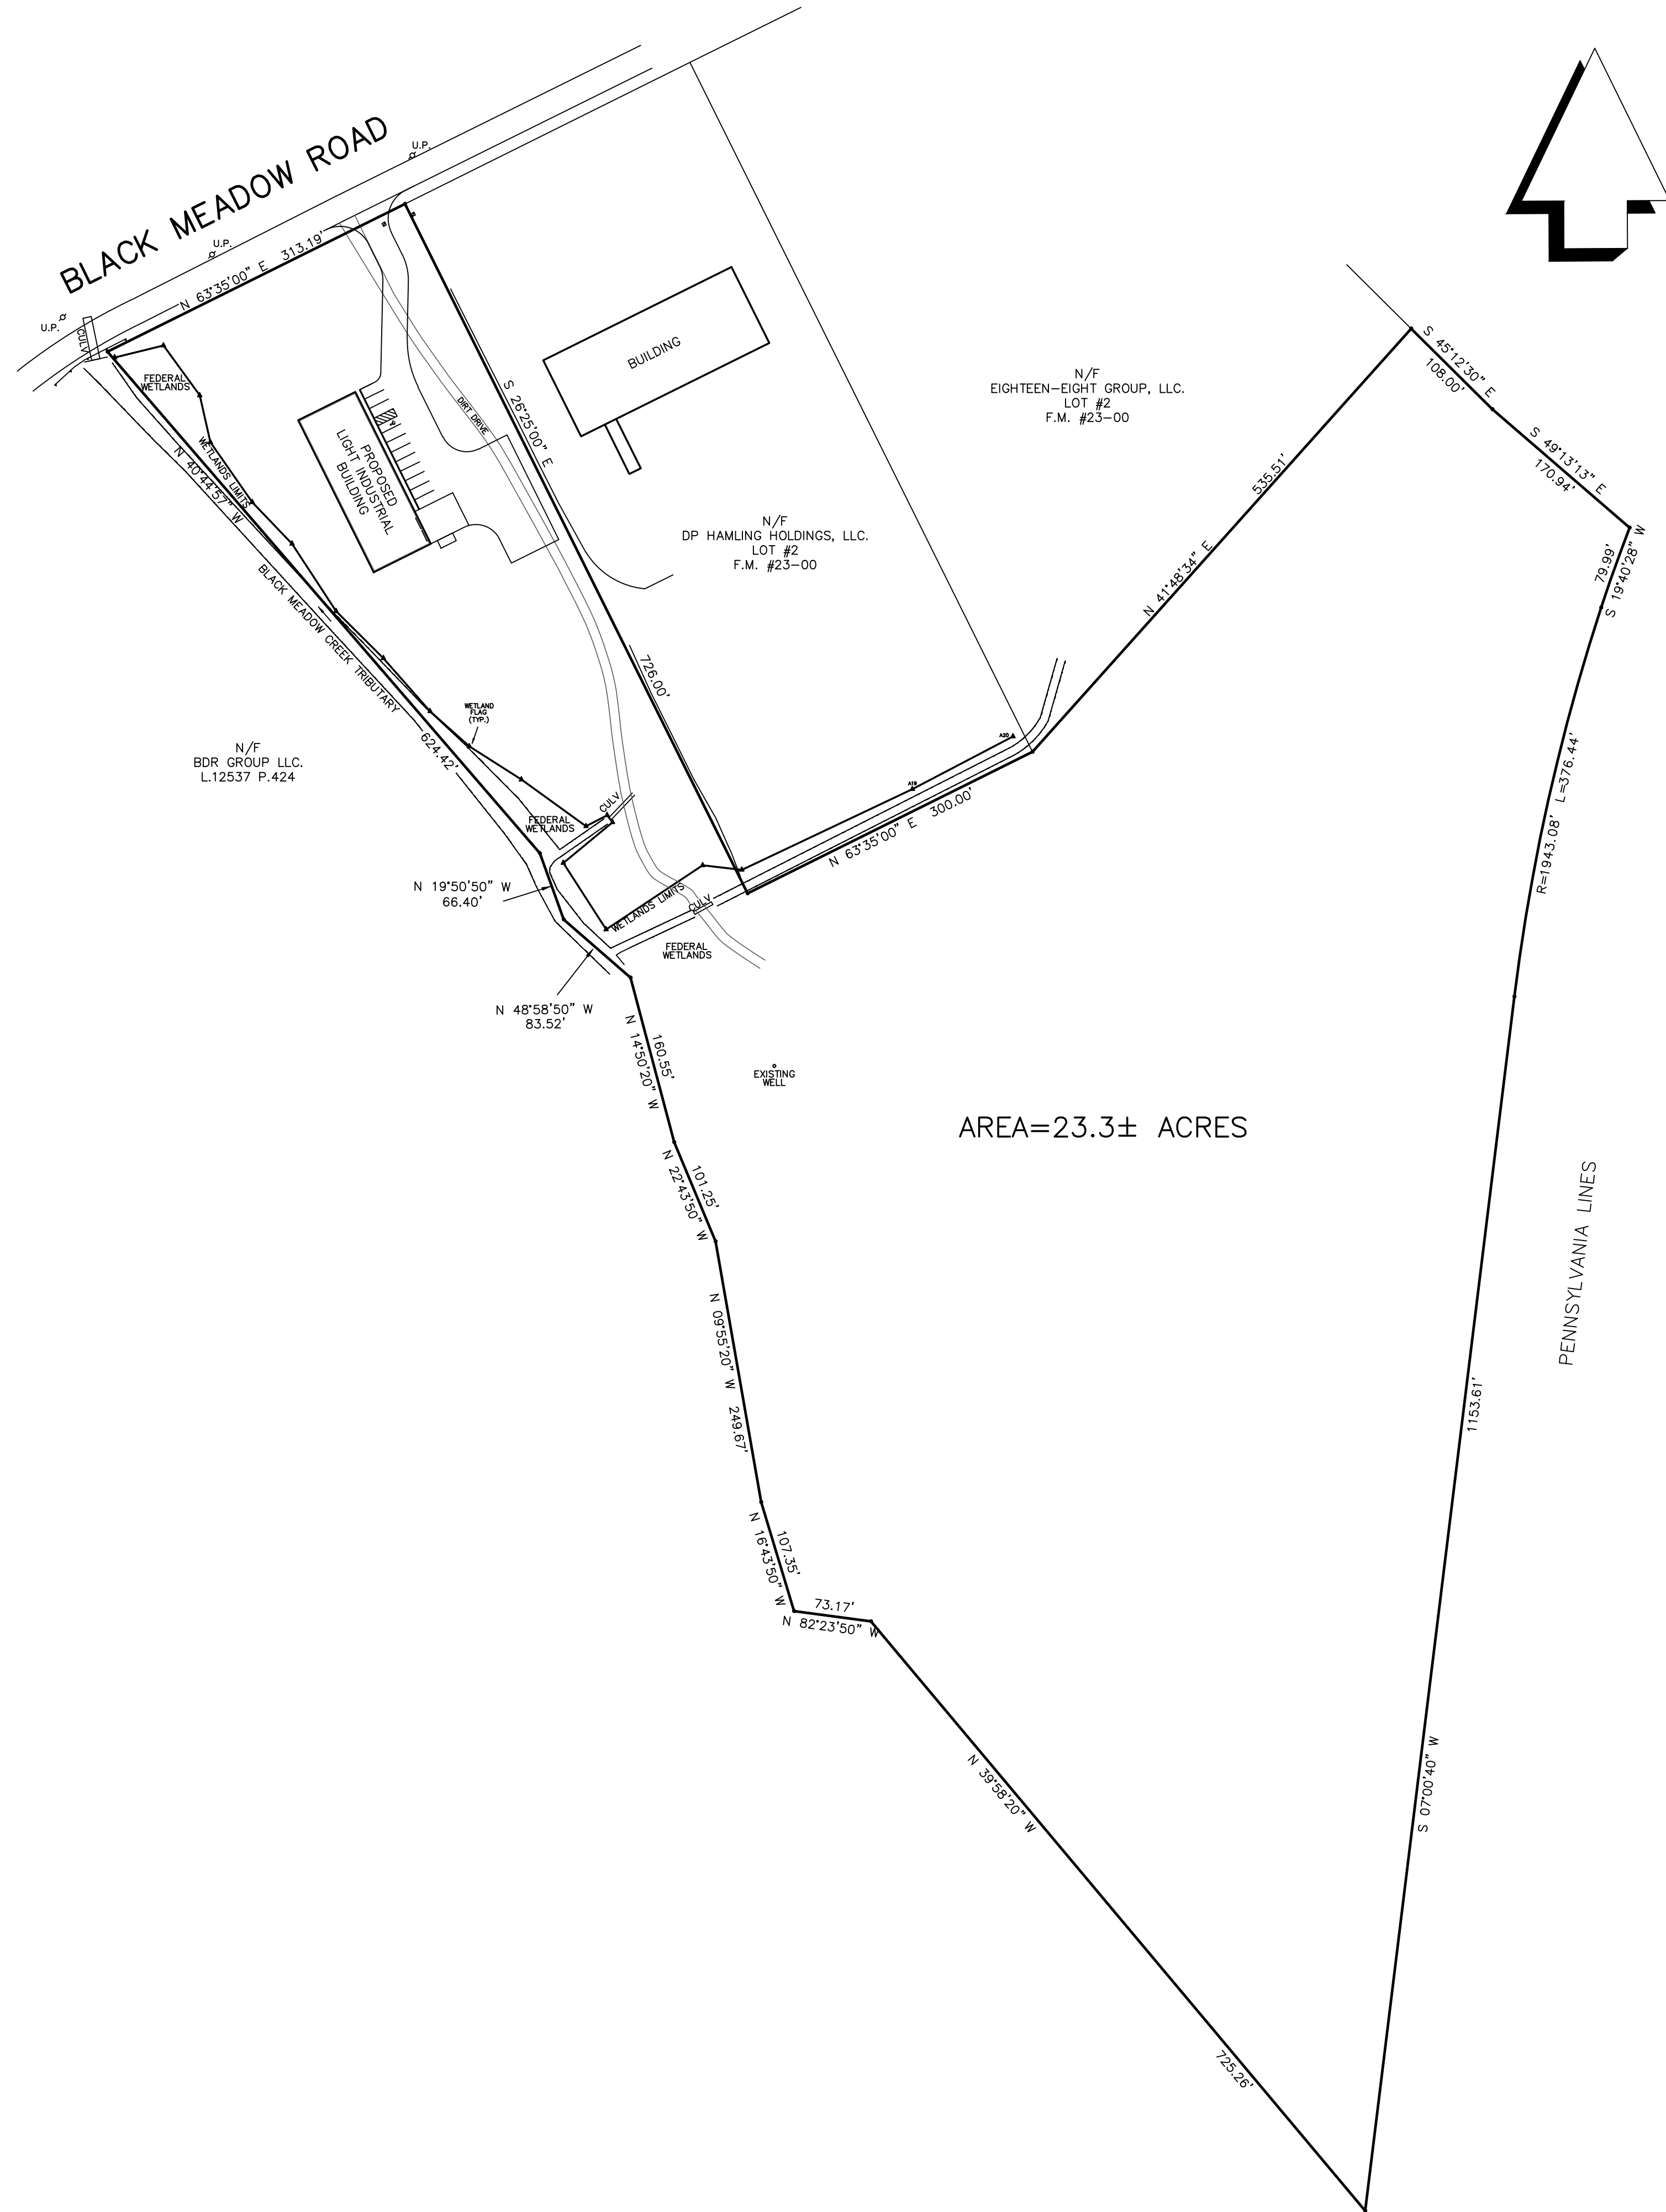 BLACK MEADOW ROAD
U.P.
U.P.
U.P.
CULV
N 63°35'00" E 313.19'
FEDERAL
WETLANDS
WETLANDS LIMITS
N 40°44'57" W
624.42'
BLACK MEADOW CREEK TRIBUTARY
PROPOSED
LIGHT INDUSTRIAL
BUILDING
DIRT DRIVE
S 26°25'00" E
726.00'
BUILDING
N/F
DP HAMLING HOLDINGS, LLC.
LOT #2
F.M. #23-00
N/F
EIGHTEEN-EIGHT GROUP, LLC.
LOT #2
F.M. #23-00
S 45°12'30" E
108.00'
S 49°13'13" E
170.94'
79.99'
S 19°40'28" W
535.51'
N 41°48'34" E
R=1943.08' L=376.44'
WETLAND
FLAG
(TYP.)
N/F
BDR GROUP LLC.
L.12537 P.424
A20
A19
N 63°35'00" E 300.00'
CULV
FEDERAL
WETLANDS
WETLANDS LIMITS
CULV
FEDERAL
WETLANDS
N 19°50'50" W
66.40'
N 48°58'50" W
83.52'
160.55'
N 14°50'20" W
EXISTING
WELL
AREA=23.3± ACRES
101.25'
N 22°43'50" W
PENNSYLVANIA LINES
N 09°55'20" W 249.67'
1153.61'
S 07°00'40" W
107.35'
N 16°43'50" W
73.17'
N 82°23'50" W
N 39°58'20" W
725.26'